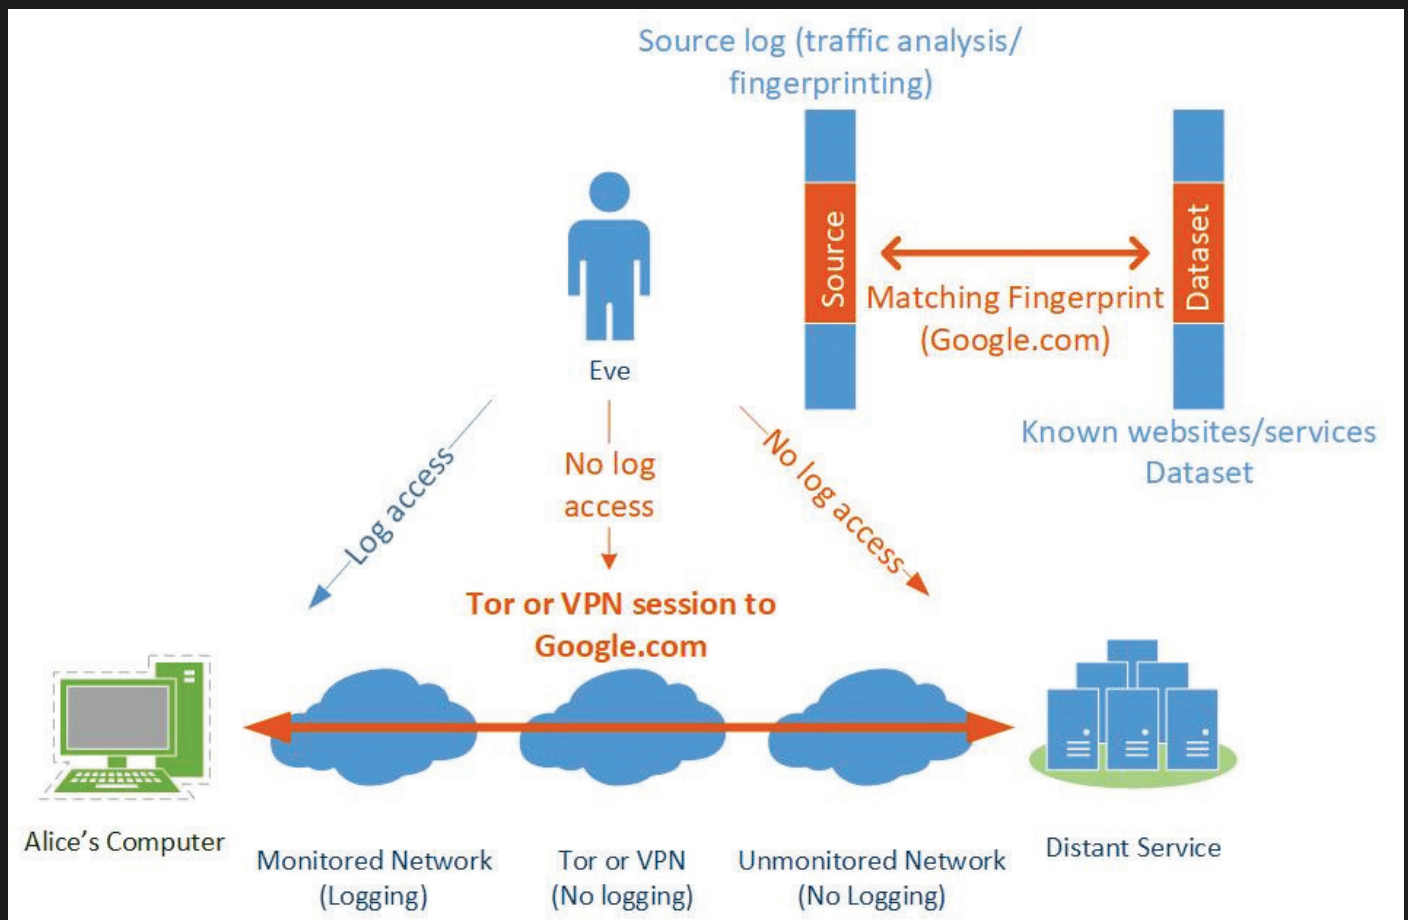 Source log (traffic analysis/
fingerprinting)
Source
Dataset
Matching Fingerprint
(Google.com)
Eve
Known websites/services
Dataset
Log access
No log
access
No log access
Tor or VPN session to
Google.com
Alice’s Computer
Monitored Network
(Logging)
Tor or VPN
(No logging)
Unmonitored Network
(No Logging)
Distant Service